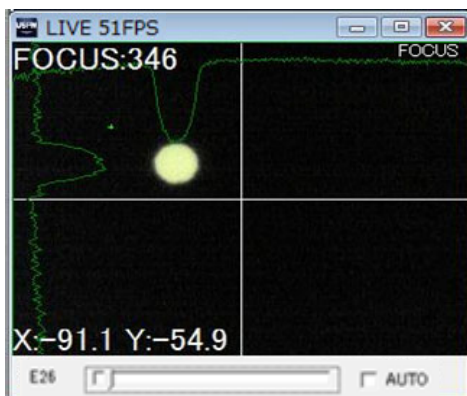 LIVE 51FPS
FOCUS:346
FOCUS
X:-91.1 Y:-54.9
E26
AUTO